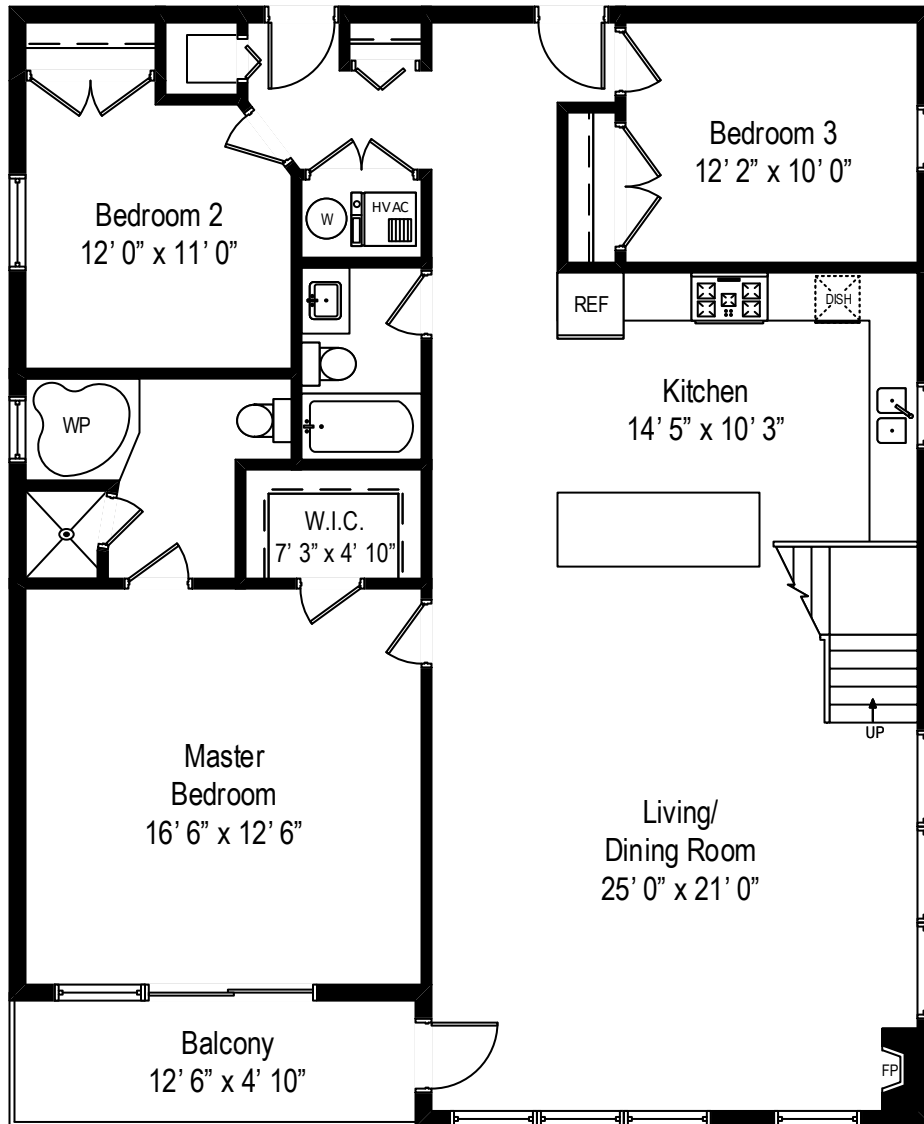 Bedroom 3
12’ 2” x 10’ 0”
Bedroom 2
12’ 0” x 11’ 0”
W
HVAC
REF
DISH
Kitchen
14’ 5” x 10’ 3”
WP
W.I.C.
7’ 3” x 4’ 10”
UP
Master
Bedroom
16’ 6” x 12’ 6”
Living/
Dining Room
25’ 0” x 21’ 0”
Balcony
12’ 6” x 4’ 10”
FP